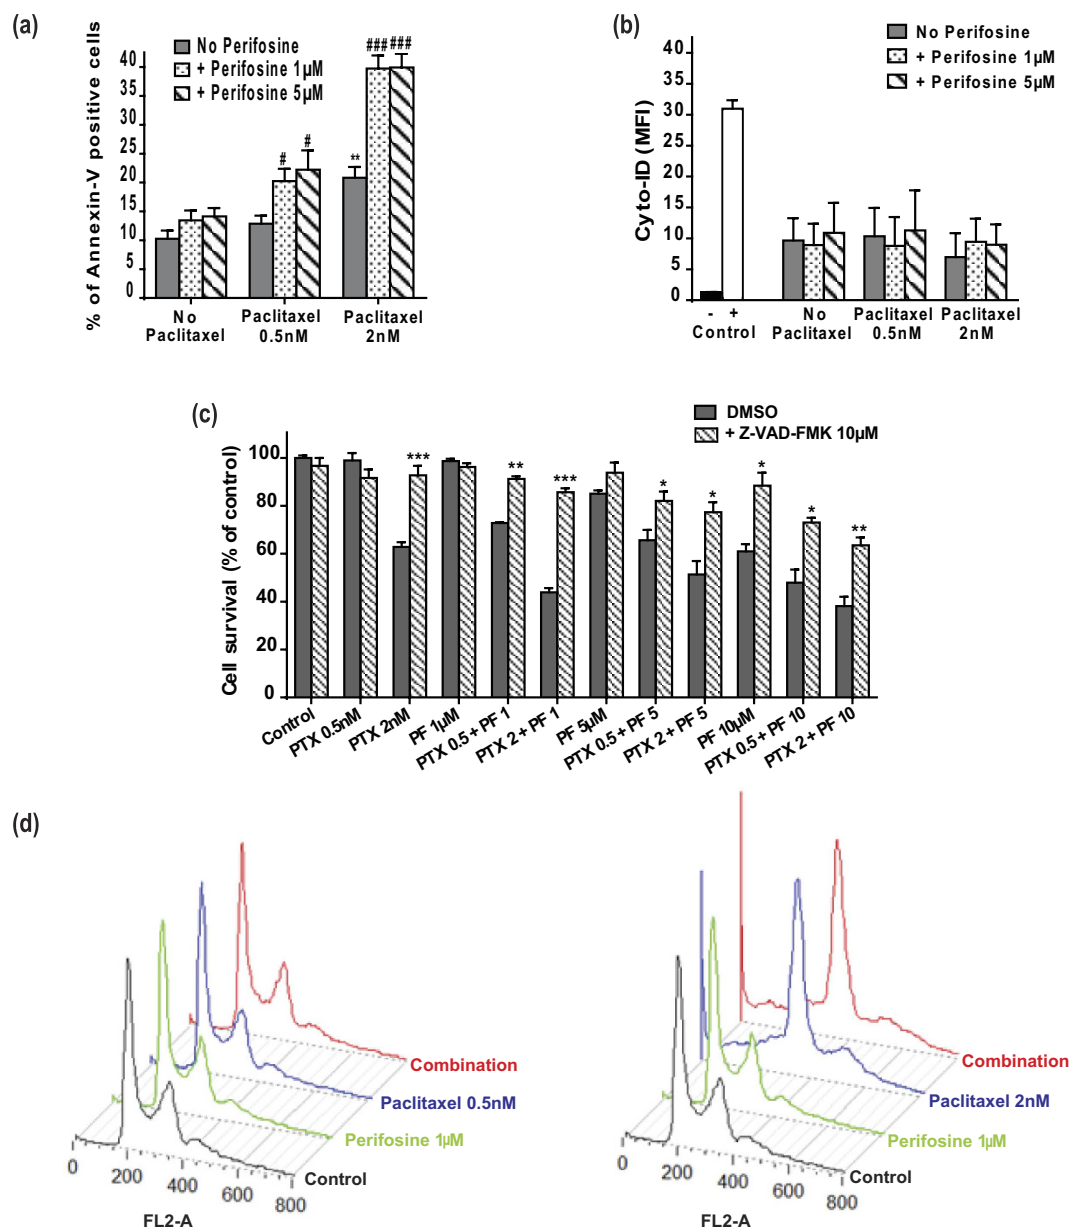 (a)
% of Annexin-V positive cells
40
35
30
25
20
15
10
5
0
No Perifosine
+ Perifosine 1µM
+ Perifosine 5µM
#
#
**
### ###
No Paclitaxel
Paclitaxel 0.5nM
Paclitaxel 2nM
(b)
Cyto-ID (MFI)
40
35
30
25
20
15
10
5
0
No Perifosine
+ Perifosine 1µM
+ Perifosine 5µM
- +
Control
No Paclitaxel
Paclitaxel 0.5nM
Paclitaxel 2nM
(c)
DMSO
+ Z-VAD-FMK 10µM
Cell survival (% of control)
100
80
60
40
20
0
*** ** *** * * * * **
Control
PTX 0.5nM
PTX 2nM
PF 1µM
PTX 0.5 + PF 1
PTX 2 + PF 1
PF 5µM
PTX 0.5 + PF 5
PTX 2 + PF 5
PF 10µM
PTX 0.5 + PF 10
PTX 2 + PF 10
(d)
Combination
Paclitaxel 0.5nM
Perifosine 1µM
Control
0 200 400 600 800
FL2-A
Combination
Paclitaxel 2nM
Perifosine 1µM
Control
0 200 400 600 800
FL2-A